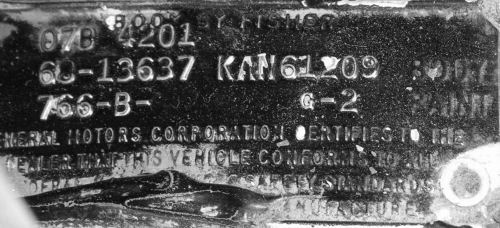 BODY BY FISHER
07B 4201
68-13637 KAN61209 BODY
766-B- G-2 PAINT
GENERAL MOTORS CORPORATION CERTIFIES TO THE
DEALER THAT THIS VEHICLE CONFORMS TO ALL
SAFETY STANDARDS